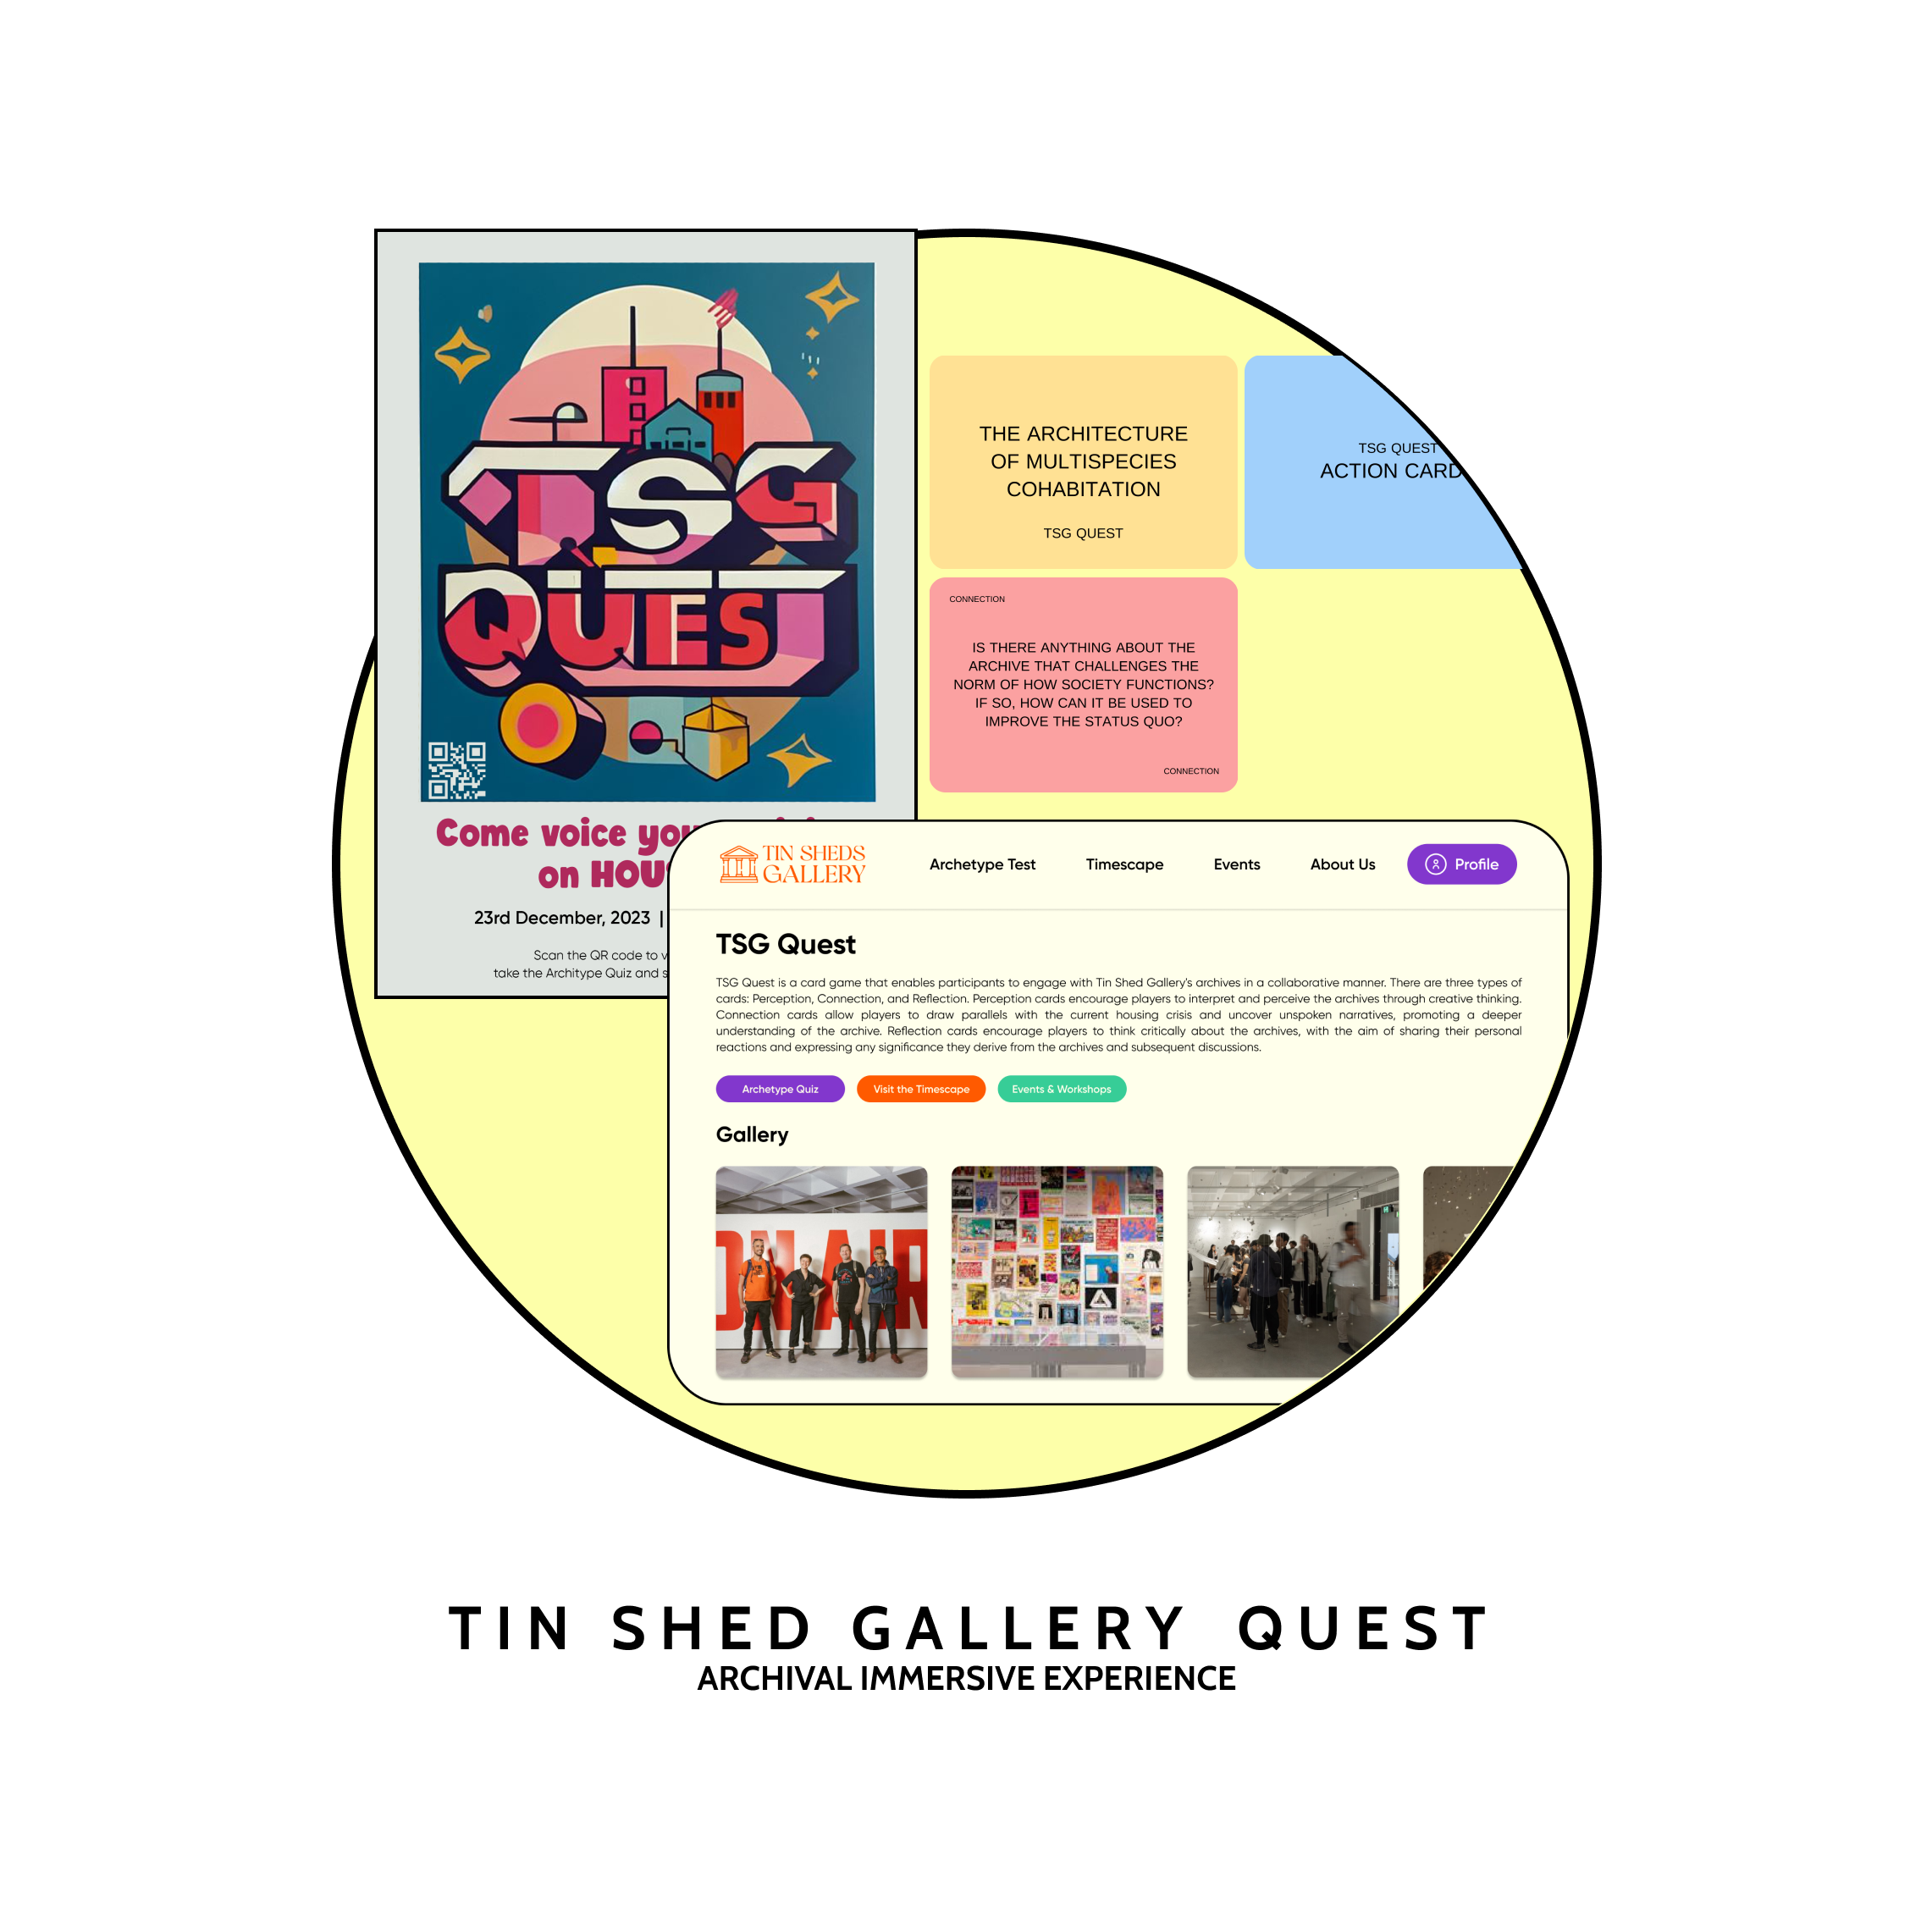 TSG
QUEST
Come voice you
on HOU
23rd December, 2023 |
Scan the QR code to v
take the Architype Quiz and s
THE ARCHITECTURE
OF MULTISPECIES
COHABITATION
TSG QUEST
TSG QUEST
ACTION CARD
CONNECTION
IS THERE ANYTHING ABOUT THE
ARCHIVE THAT CHALLENGES THE
NORM OF HOW SOCIETY FUNCTIONS?
IF SO, HOW CAN IT BE USED TO
IMPROVE THE STATUS QUO?
CONNECTION
TIN SHEDS
GALLERY
Archetype Test Timescape Events About Us Profile
TSG Quest
TSG Quest is a card game that enables participants to engage with Tin Shed Gallery's archives in a collaborative manner. There are three types of
cards: Perception, Connection, and Reflection. Perception cards encourage players to interpret and perceive the archives through creative thinking.
Connection cards allow players to draw parallels with the current housing crisis and uncover unspoken narratives, promoting a deeper
understanding of the archive. Reflection cards encourage players to think critically about the archives, with the aim of sharing their personal
reactions and expressing any significance they derive from the archives and subsequent discussions.
Archetype Quiz Visit the Timescape Events & Workshops
Gallery
ON AIR
TIN SHED GALLERY QUEST
ARCHIVAL IMMERSIVE EXPERIENCE